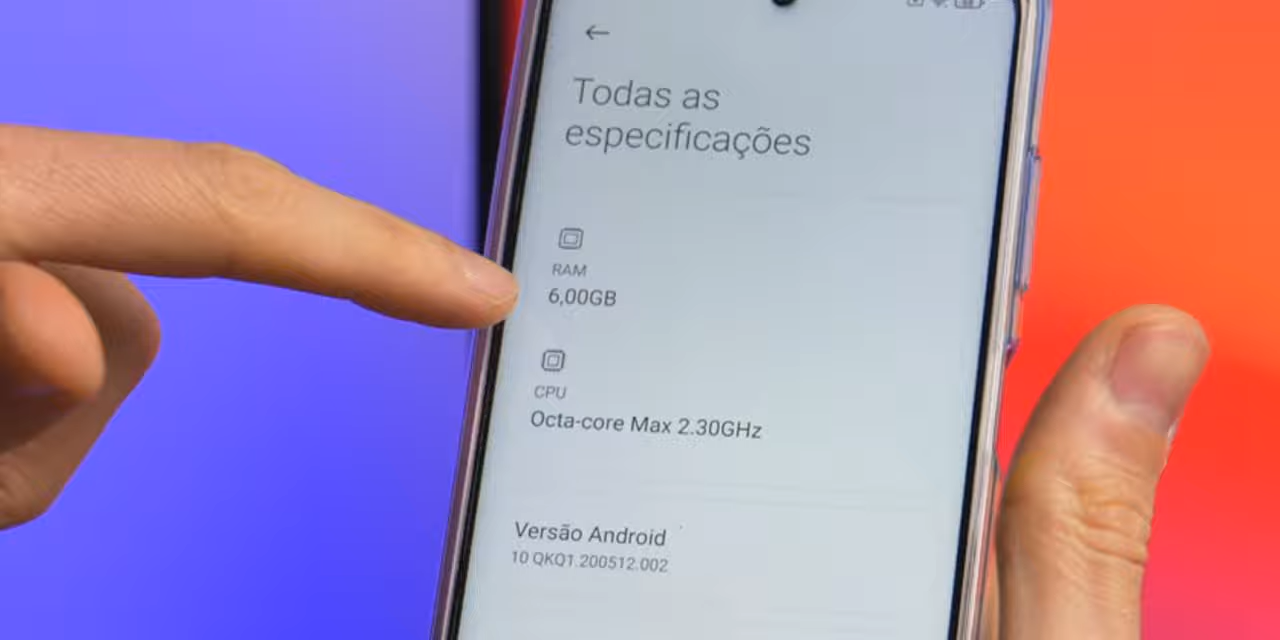 Todas as
especificações
RAM
6,00GB
CPU
Octa-core Max 2.30GHz
Versão Android
10 QKQ1.200512.002